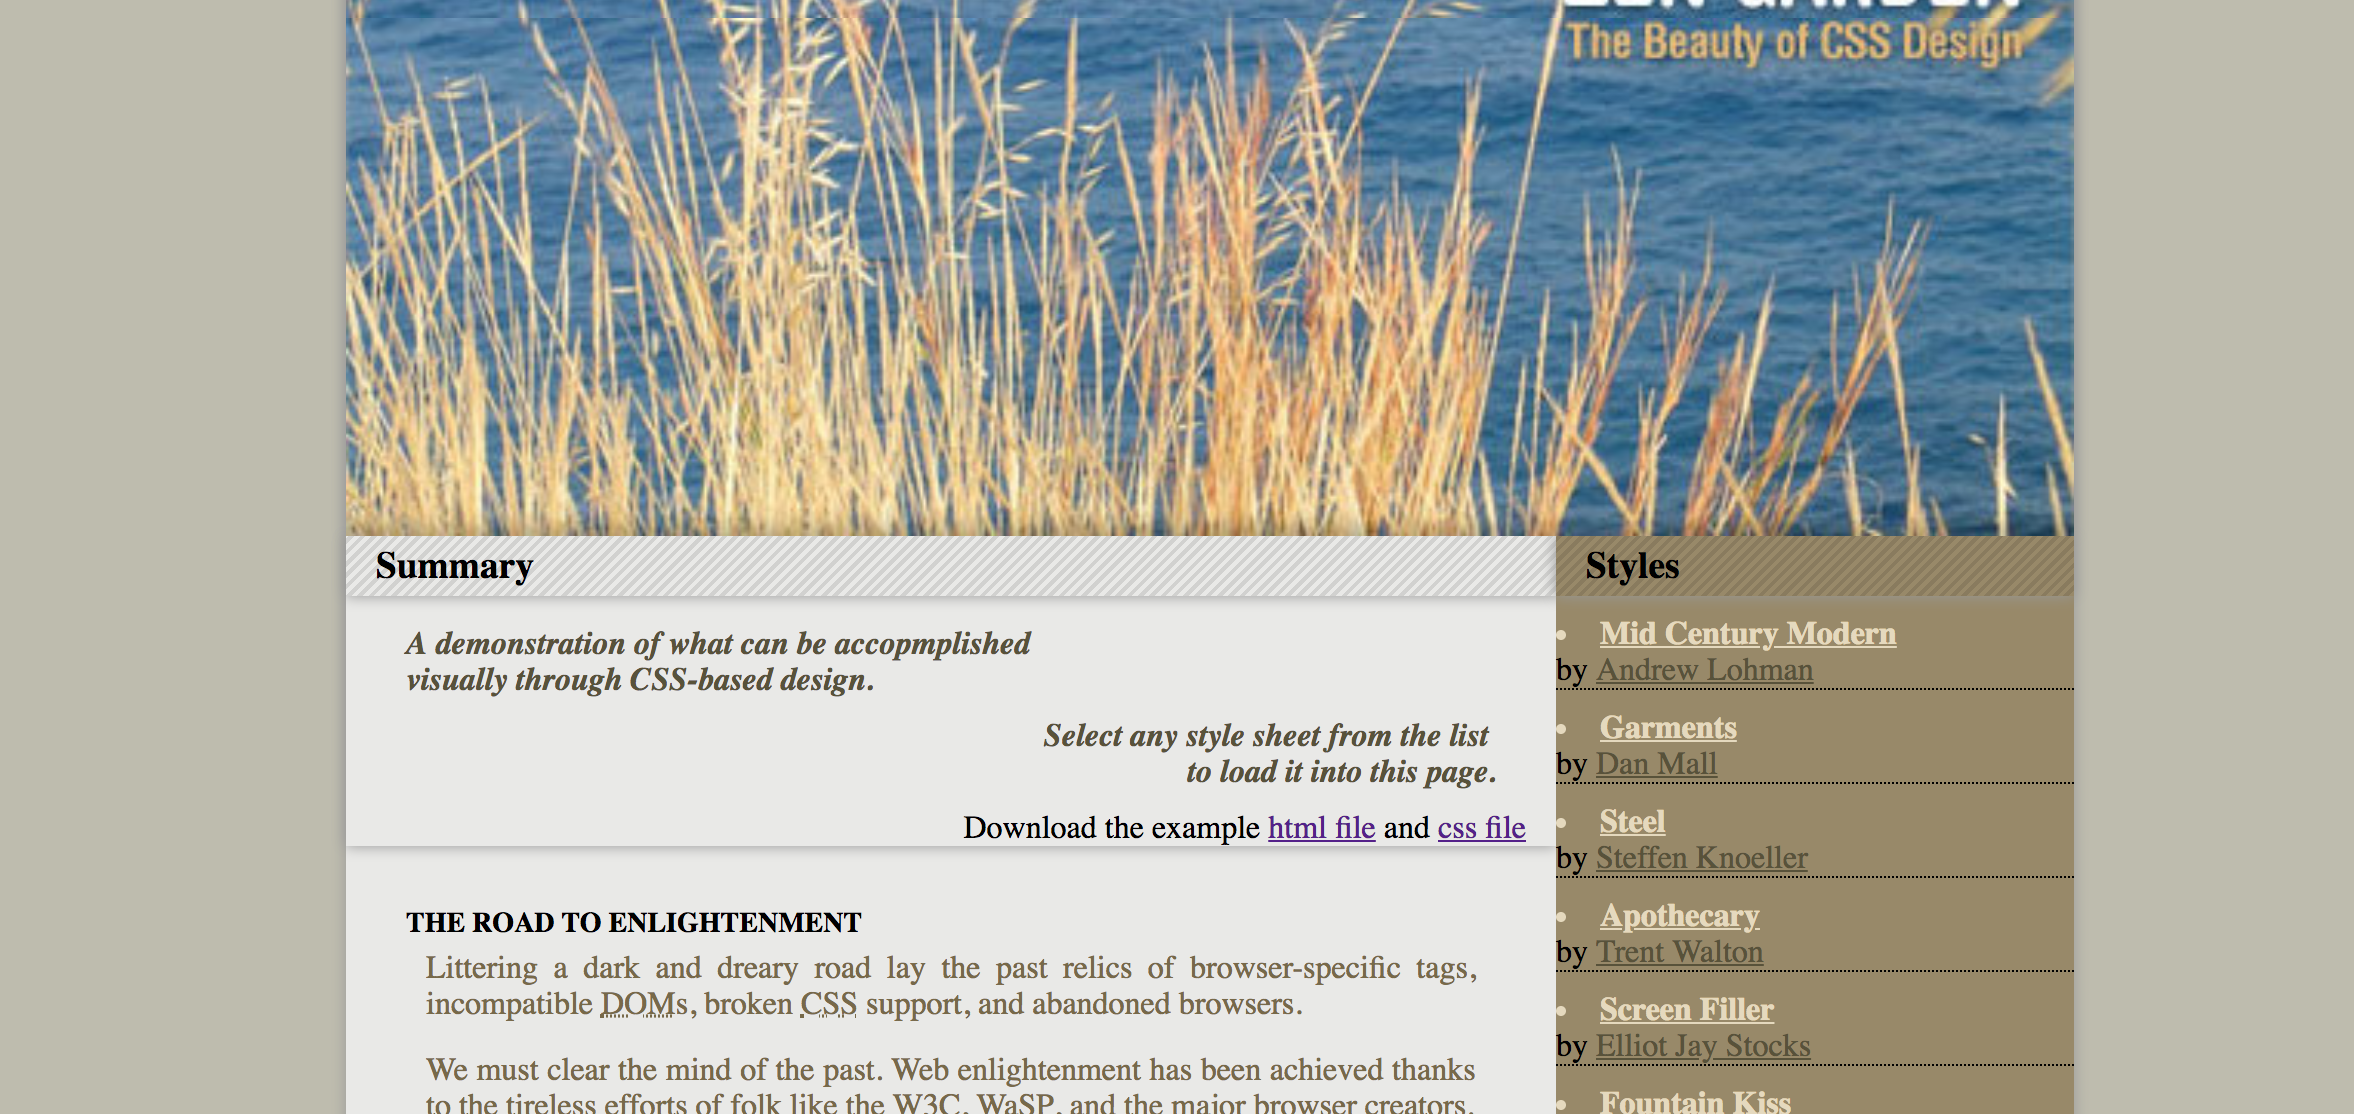 ZEN GARDEN
The Beauty of CSS Design
Summary
A demonstration of what can be accopmplished
visually through CSS-based design.
Select any style sheet from the list
to load it into this page.
Download the example html file and css file
THE ROAD TO ENLIGHTENMENT
Littering a dark and dreary road lay the past relics of browser-specific tags,
incompatible DOMs, broken CSS support, and abandoned browsers.
We must clear the mind of the past. Web enlightenment has been achieved thanks
to the tireless efforts of folk like the W3C, WaSP, and the major browser creators.
Styles
Mid Century Modern
by Andrew Lohman
Garments
by Dan Mall
Steel
by Steffen Knoeller
Apothecary
by Trent Walton
Screen Filler
by Elliot Jay Stocks
Fountain Kiss